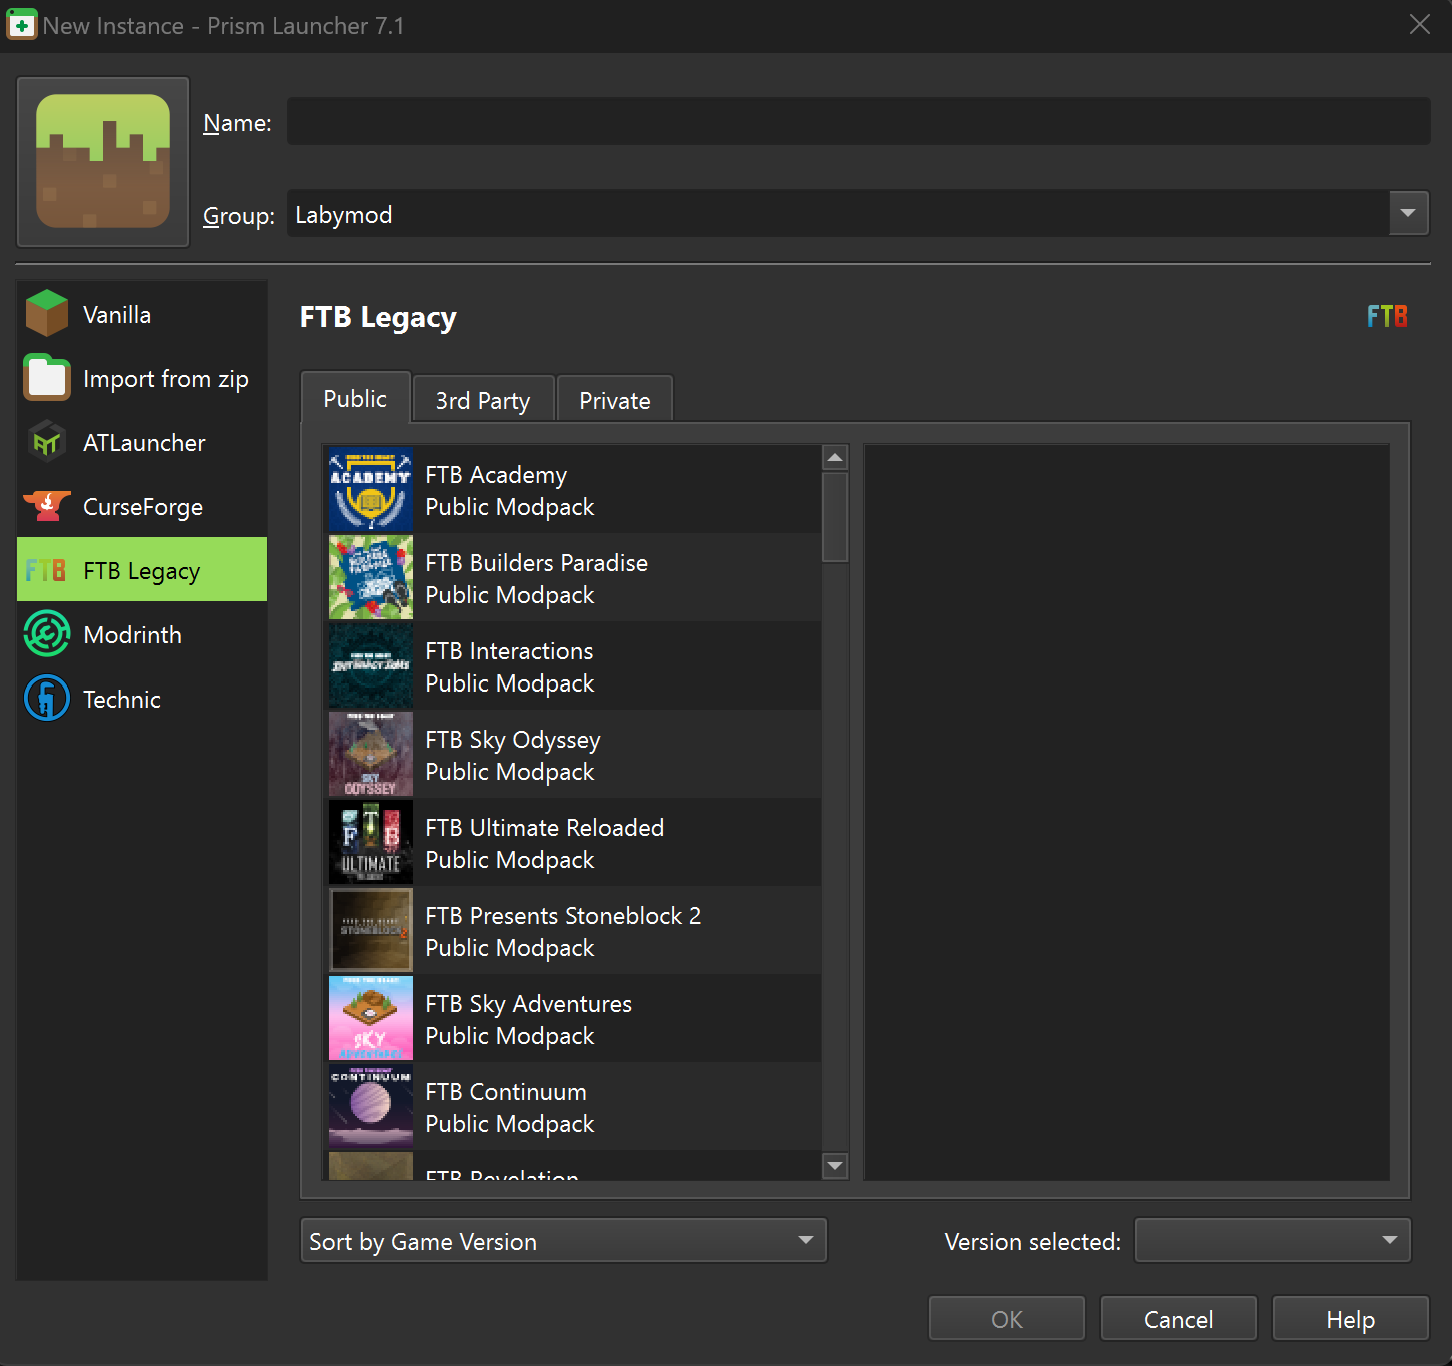 New Instance - Prism Launcher 7.1
Name:
Group: Labymod
Vanilla
Import from zip
ATLauncher
CurseForge
FTB Legacy
Modrinth
Technic
FTB Legacy
FTB
Public 3rd Party Private
ACADEMY
FTB Academy
Public Modpack
FTB Builders Paradise
Public Modpack
FTB Interactions
Public Modpack
SKY
ODYSSEY
FTB Sky Odyssey
Public Modpack
FTB
ULTIMATE
FTB Ultimate Reloaded
Public Modpack
STONEBLOCK 2
FTB Presents Stoneblock 2
Public Modpack
SKY
FTB Sky Adventures
Public Modpack
CONTINUUM
FTB Continuum
Public Modpack
FTB Revelation
Sort by Game Version
Version selected:
OK Cancel Help